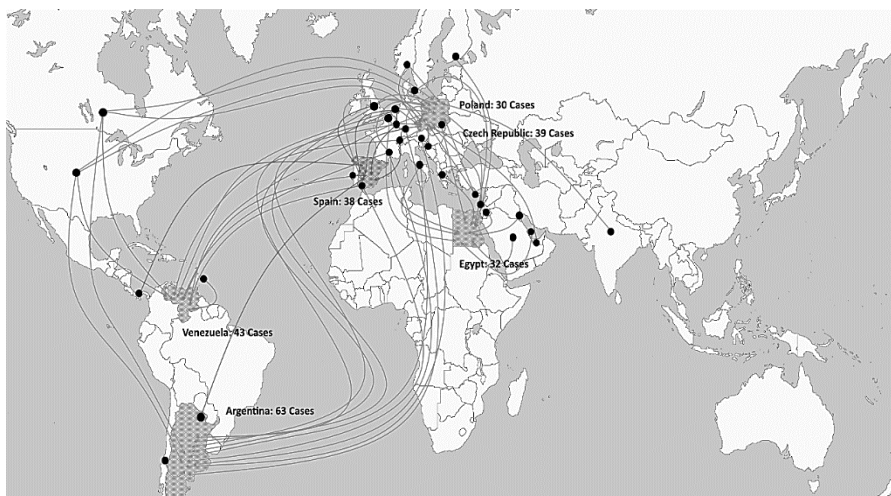 Poland: 30 Cases
Czech Republic: 39 Cases
Spain: 38 Cases
Egypt: 32 Cases
Venezuela: 43 Cases
Argentina: 63 Cases